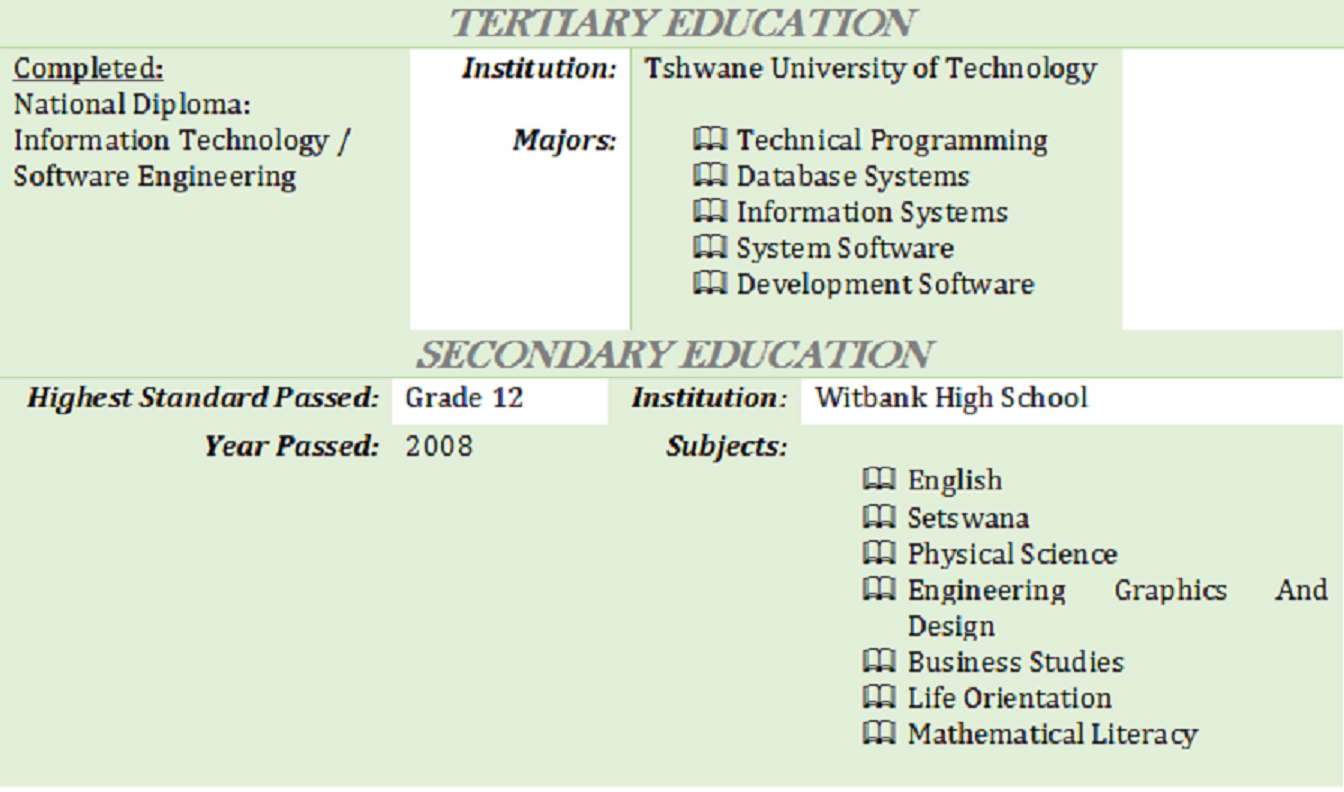 TERTIARY EDUCATION
Completed:
National Diploma:
Information Technology /
Software Engineering
Institution: Tshwane University of Technology
Majors:
Technical Programming
Database Systems
Information Systems
System Software
Development Software
SECONDARY EDUCATION
Highest Standard Passed: Grade 12
Institution: Witbank High School
Year Passed: 2008
Subjects:
English
Setswana
Physical Science
Engineering Graphics And
Design
Business Studies
Life Orientation
Mathematical Literacy